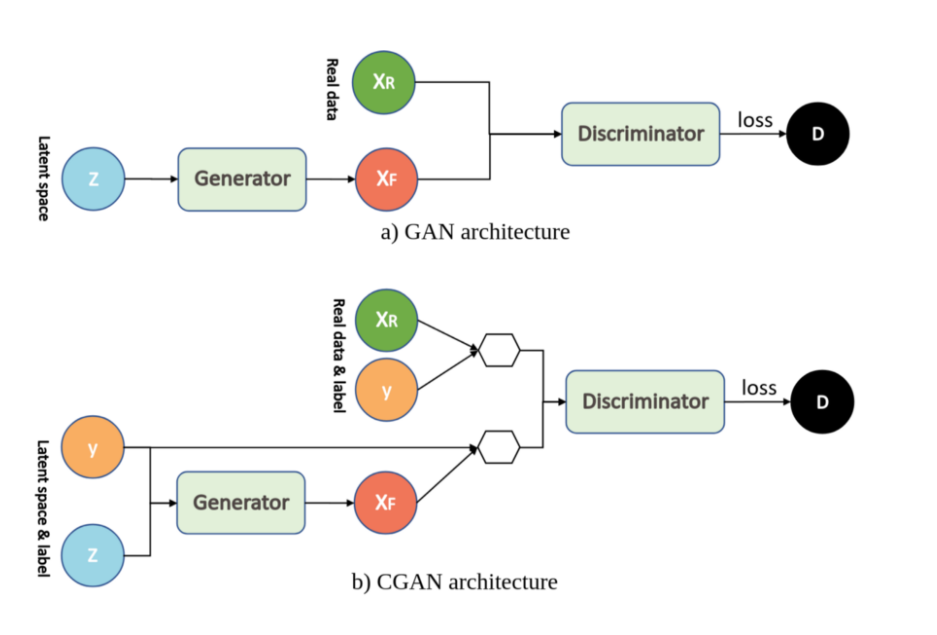 Real data
XR
Discriminator
loss
D
Latent space
Z
Generator
XF
a) GAN architecture
Real data & label
XR
y
Discriminator
loss
D
Latent space & label
y
Z
Generator
XF
b) CGAN architecture